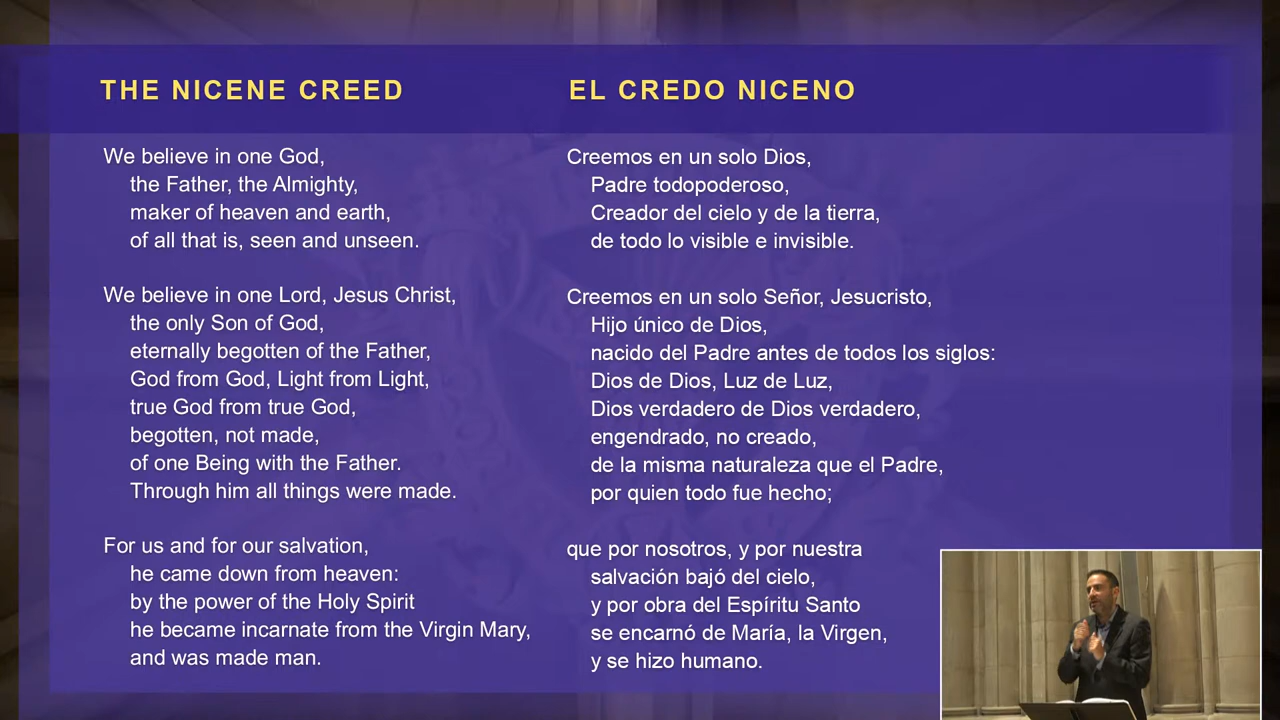 THE NICENE CREED
We believe in one God,
the Father, the Almighty,
maker of heaven and earth,
of all that is, seen and unseen.
We believe in one Lord, Jesus Christ,
the only Son of God,
eternally begotten of the Father,
God from God, Light from Light,
true God from true God,
begotten, not made,
of one Being with the Father.
Through him all things were made.
For us and for our salvation,
he came down from heaven:
by the power of the Holy Spirit
he became incarnate from the Virgin Mary,
and was made man.
EL CREDO NICENO
Creemos en un solo Dios,
Padre todopoderoso,
Creador del cielo y de la tierra,
de todo lo visible e invisible.
Creemos en un solo Señor, Jesucristo,
Hijo único de Dios,
nacido del Padre antes de todos los siglos:
Dios de Dios, Luz de Luz,
Dios verdadero de Dios verdadero,
engendrado, no creado,
de la misma naturaleza que el Padre,
por quien todo fue hecho;
que por nosotros, y por nuestra
salvación bajó del cielo,
y por obra del Espíritu Santo
se encarnó de María, la Virgen,
y se hizo humano.